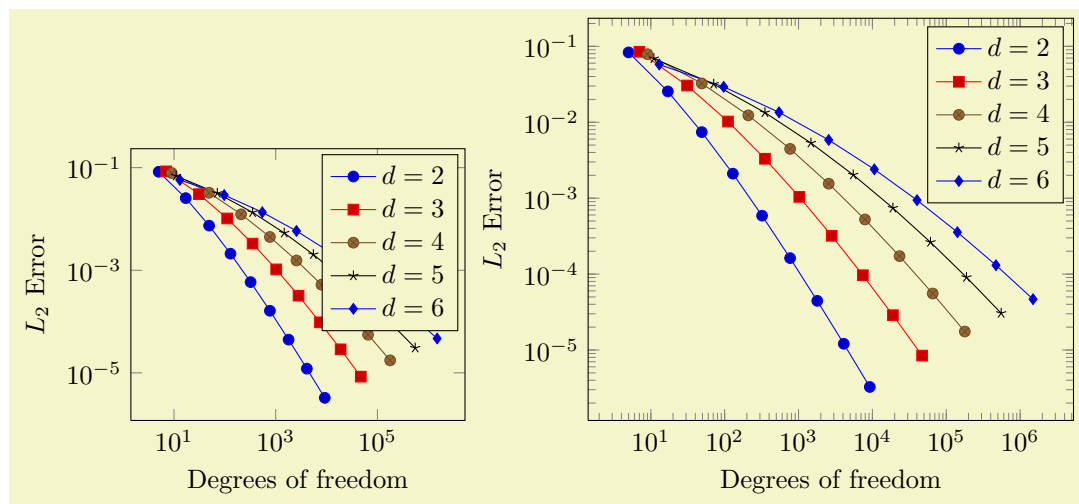 10^{-1}
10^{-3}
10^{-5}
L_2 Error
10^1 10^3 10^5
Degrees of freedom
d = 2
d = 3
d = 4
d = 5
d = 6
10^{-1}
10^{-2}
10^{-3}
10^{-4}
10^{-5}
L_2 Error
10^1 10^2 10^3 10^4 10^5 10^6
Degrees of freedom
d = 2
d = 3
d = 4
d = 5
d = 6